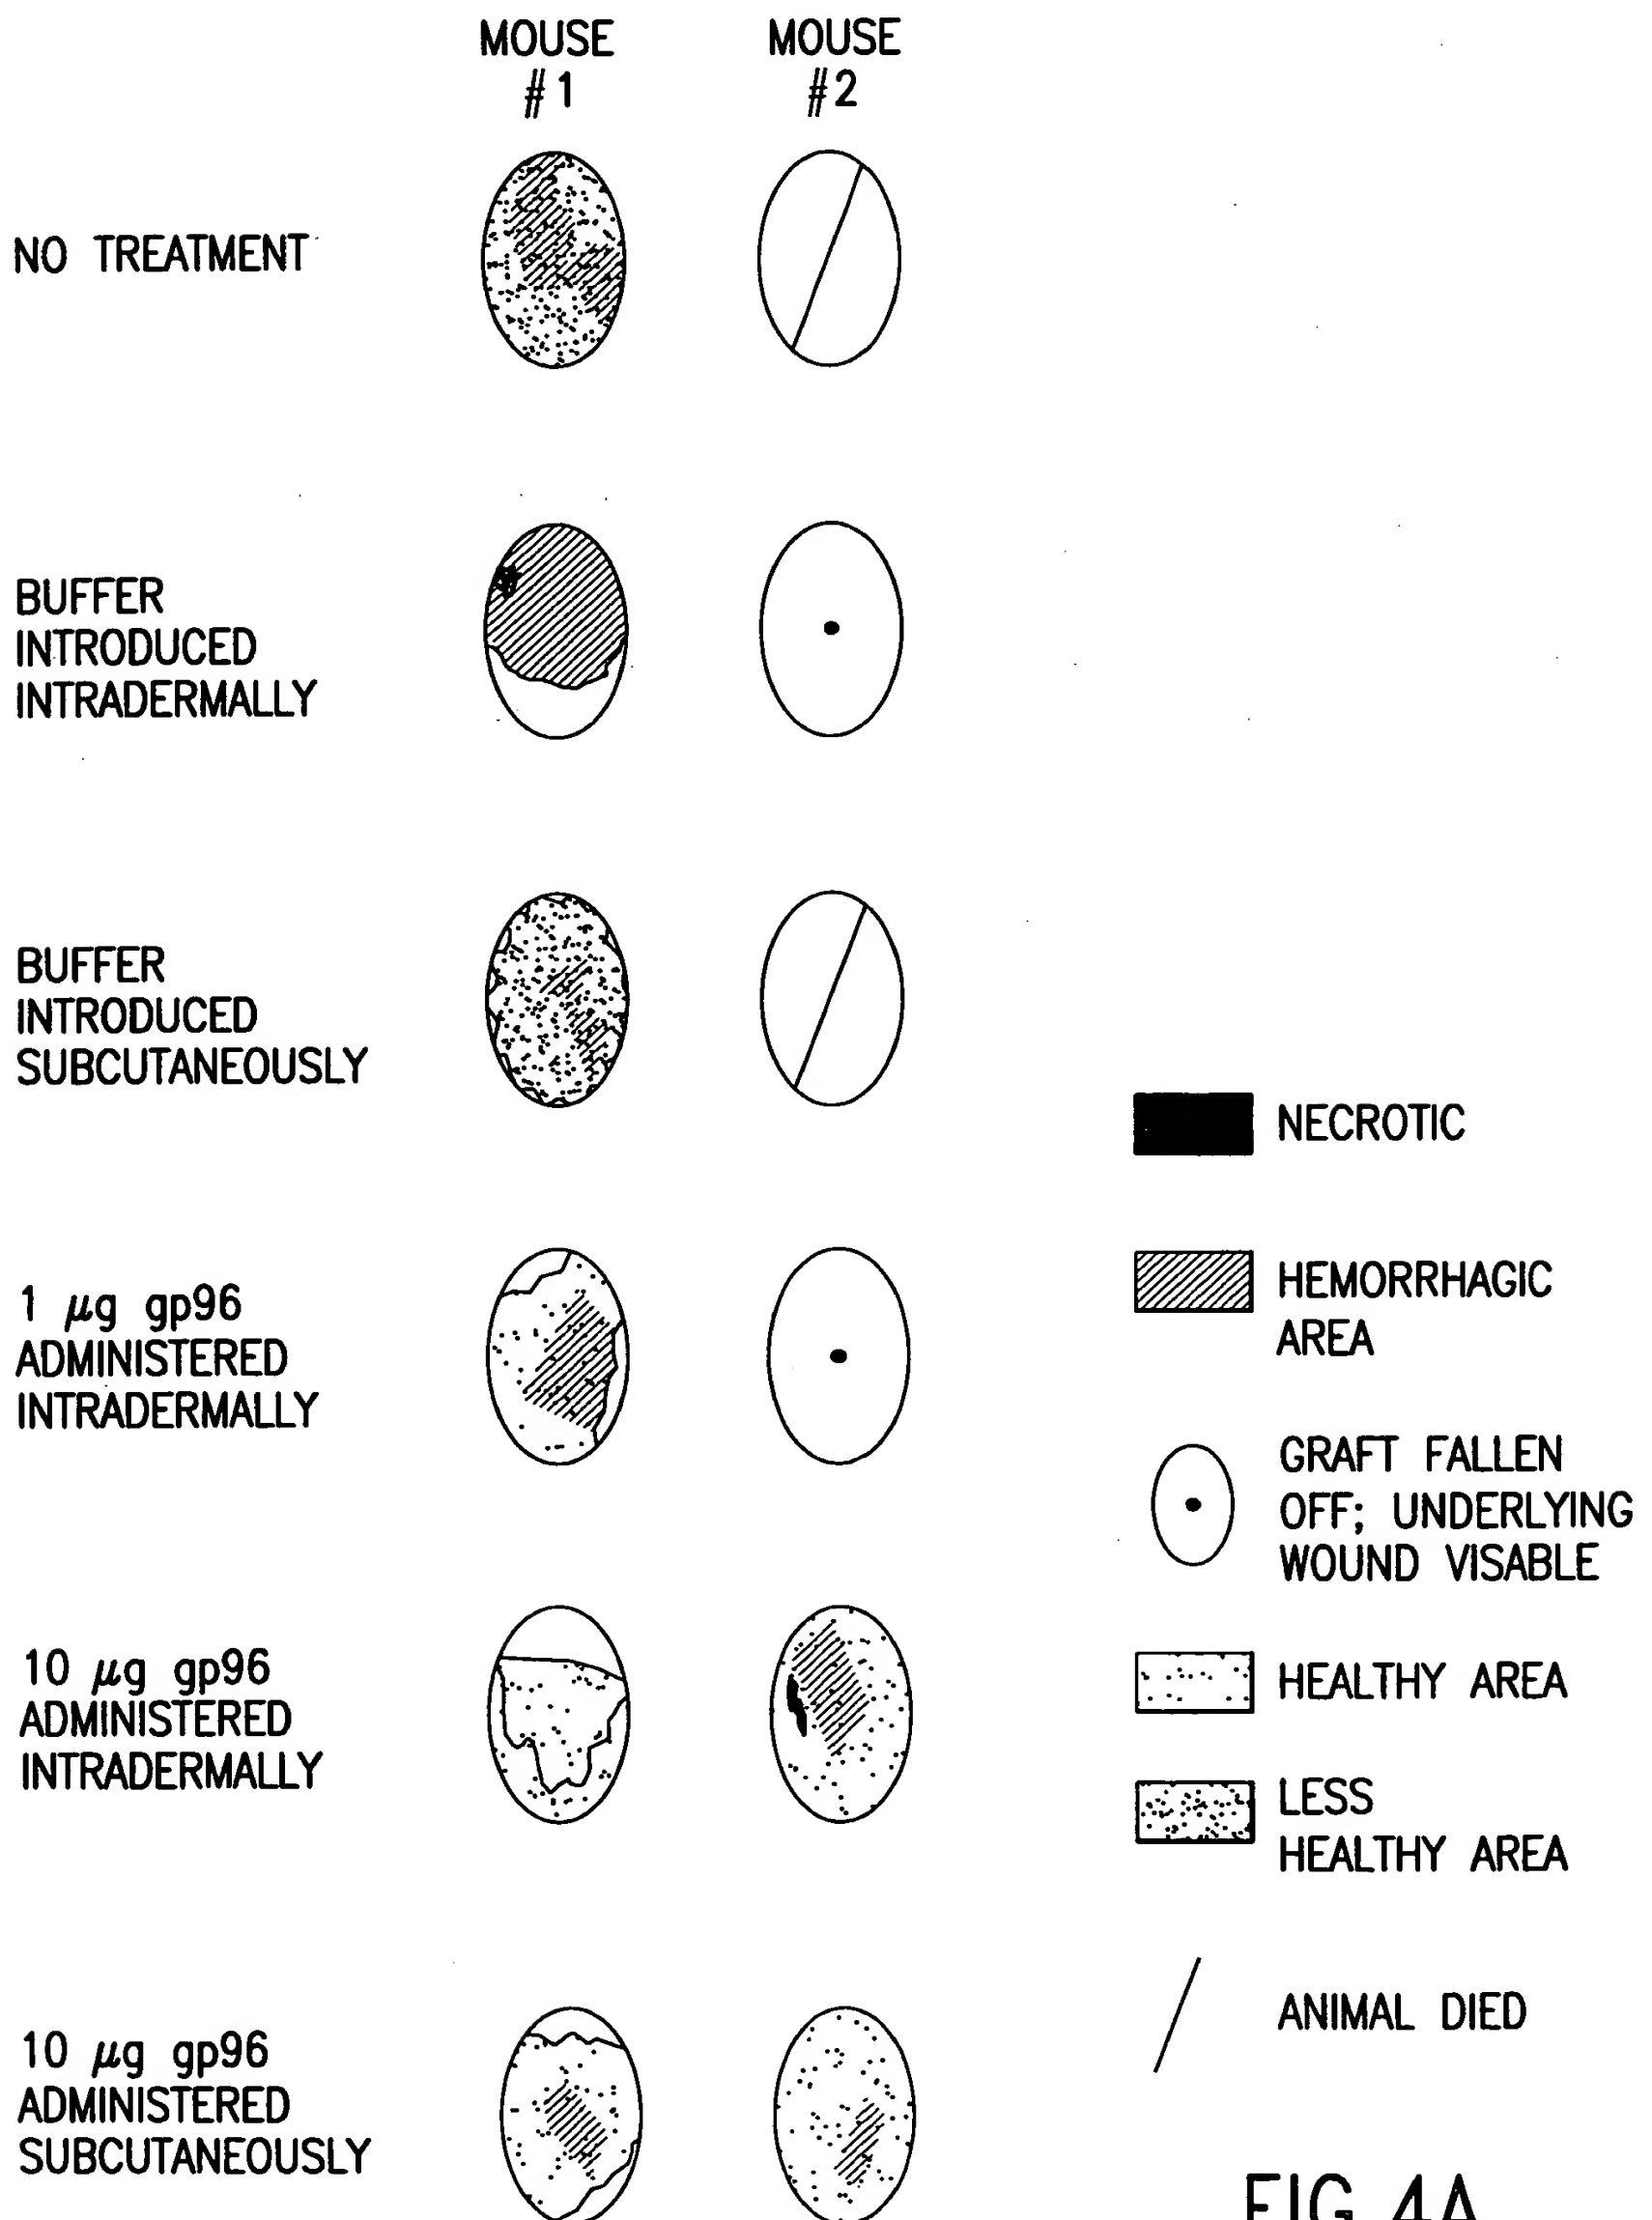 MOUSE
#1
MOUSE
#2
NO TREATMENT
BUFFER
INTRODUCED
INTRADERMALLY
BUFFER
INTRODUCED
SUBCUTANEOUSLY
1 μg gp96
ADMINISTERED
INTRADERMALLY
10 μg gp96
ADMINISTERED
INTRADERMALLY
10 μg gp96
ADMINISTERED
SUBCUTANEOUSLY
NECROTIC
HEMORRHAGIC
AREA
GRAFT FALLEN
OFF; UNDERLYING
WOUND VISABLE
HEALTHY AREA
LESS
HEALTHY AREA
ANIMAL DIED
FIG.4A